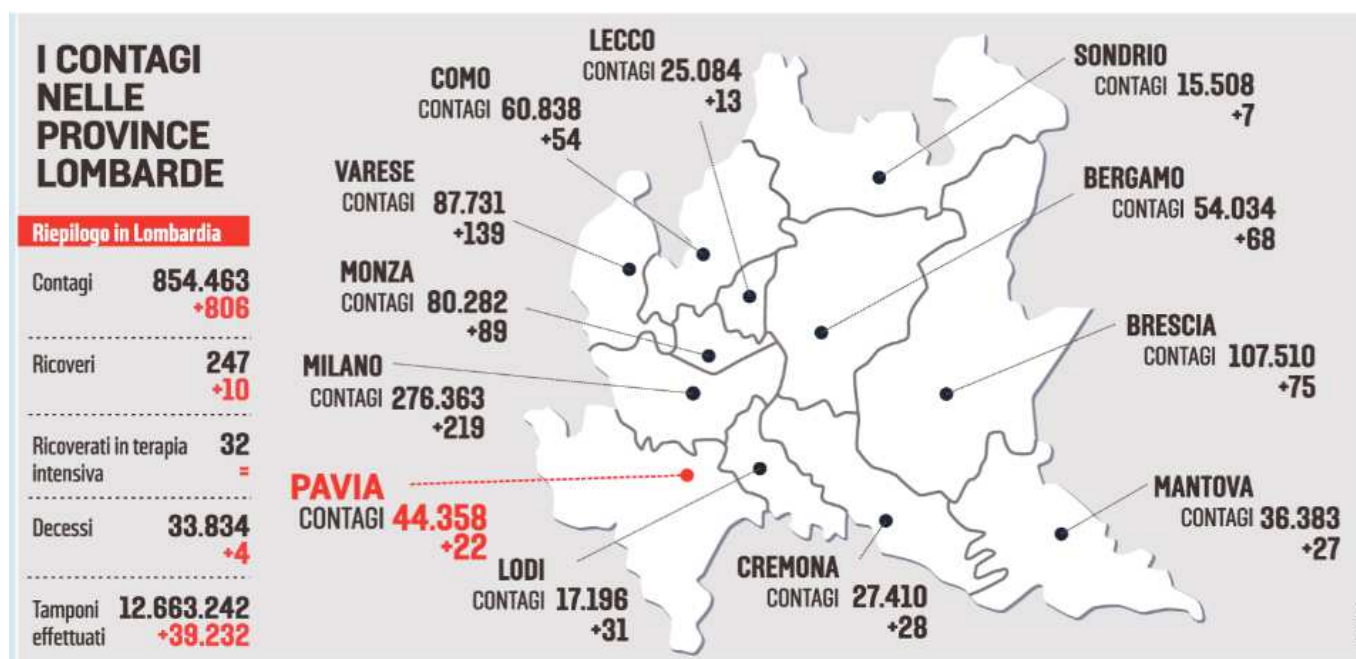 I CONTAGI
NELLE
PROVINCE
LOMBARDE
Riepilogo in Lombardia
Contagi 854.463
+806
Ricoveri 247
+10
Ricoverati in terapia 32
intensiva =
Decessi 33.834
+4
Tamponi 12.663.242
effettuati +39.232
LECCO
CONTAGI 25.084
+13
COMO
CONTAGI 60.838
+54
VARESE
CONTAGI 87.731
+139
MONZA
CONTAGI 80.282
+89
MILANO
CONTAGI 276.363
+219
PAVIA
CONTAGI 44.358
+22
LODI
CONTAGI 17.196
+31
CREMONA
CONTAGI 27.410
+28
SONDRIO
CONTAGI 15.508
+7
BERGAMO
CONTAGI 54.034
+68
BRESCIA
CONTAGI 107.510
+75
MANTOVA
CONTAGI 36.383
+27